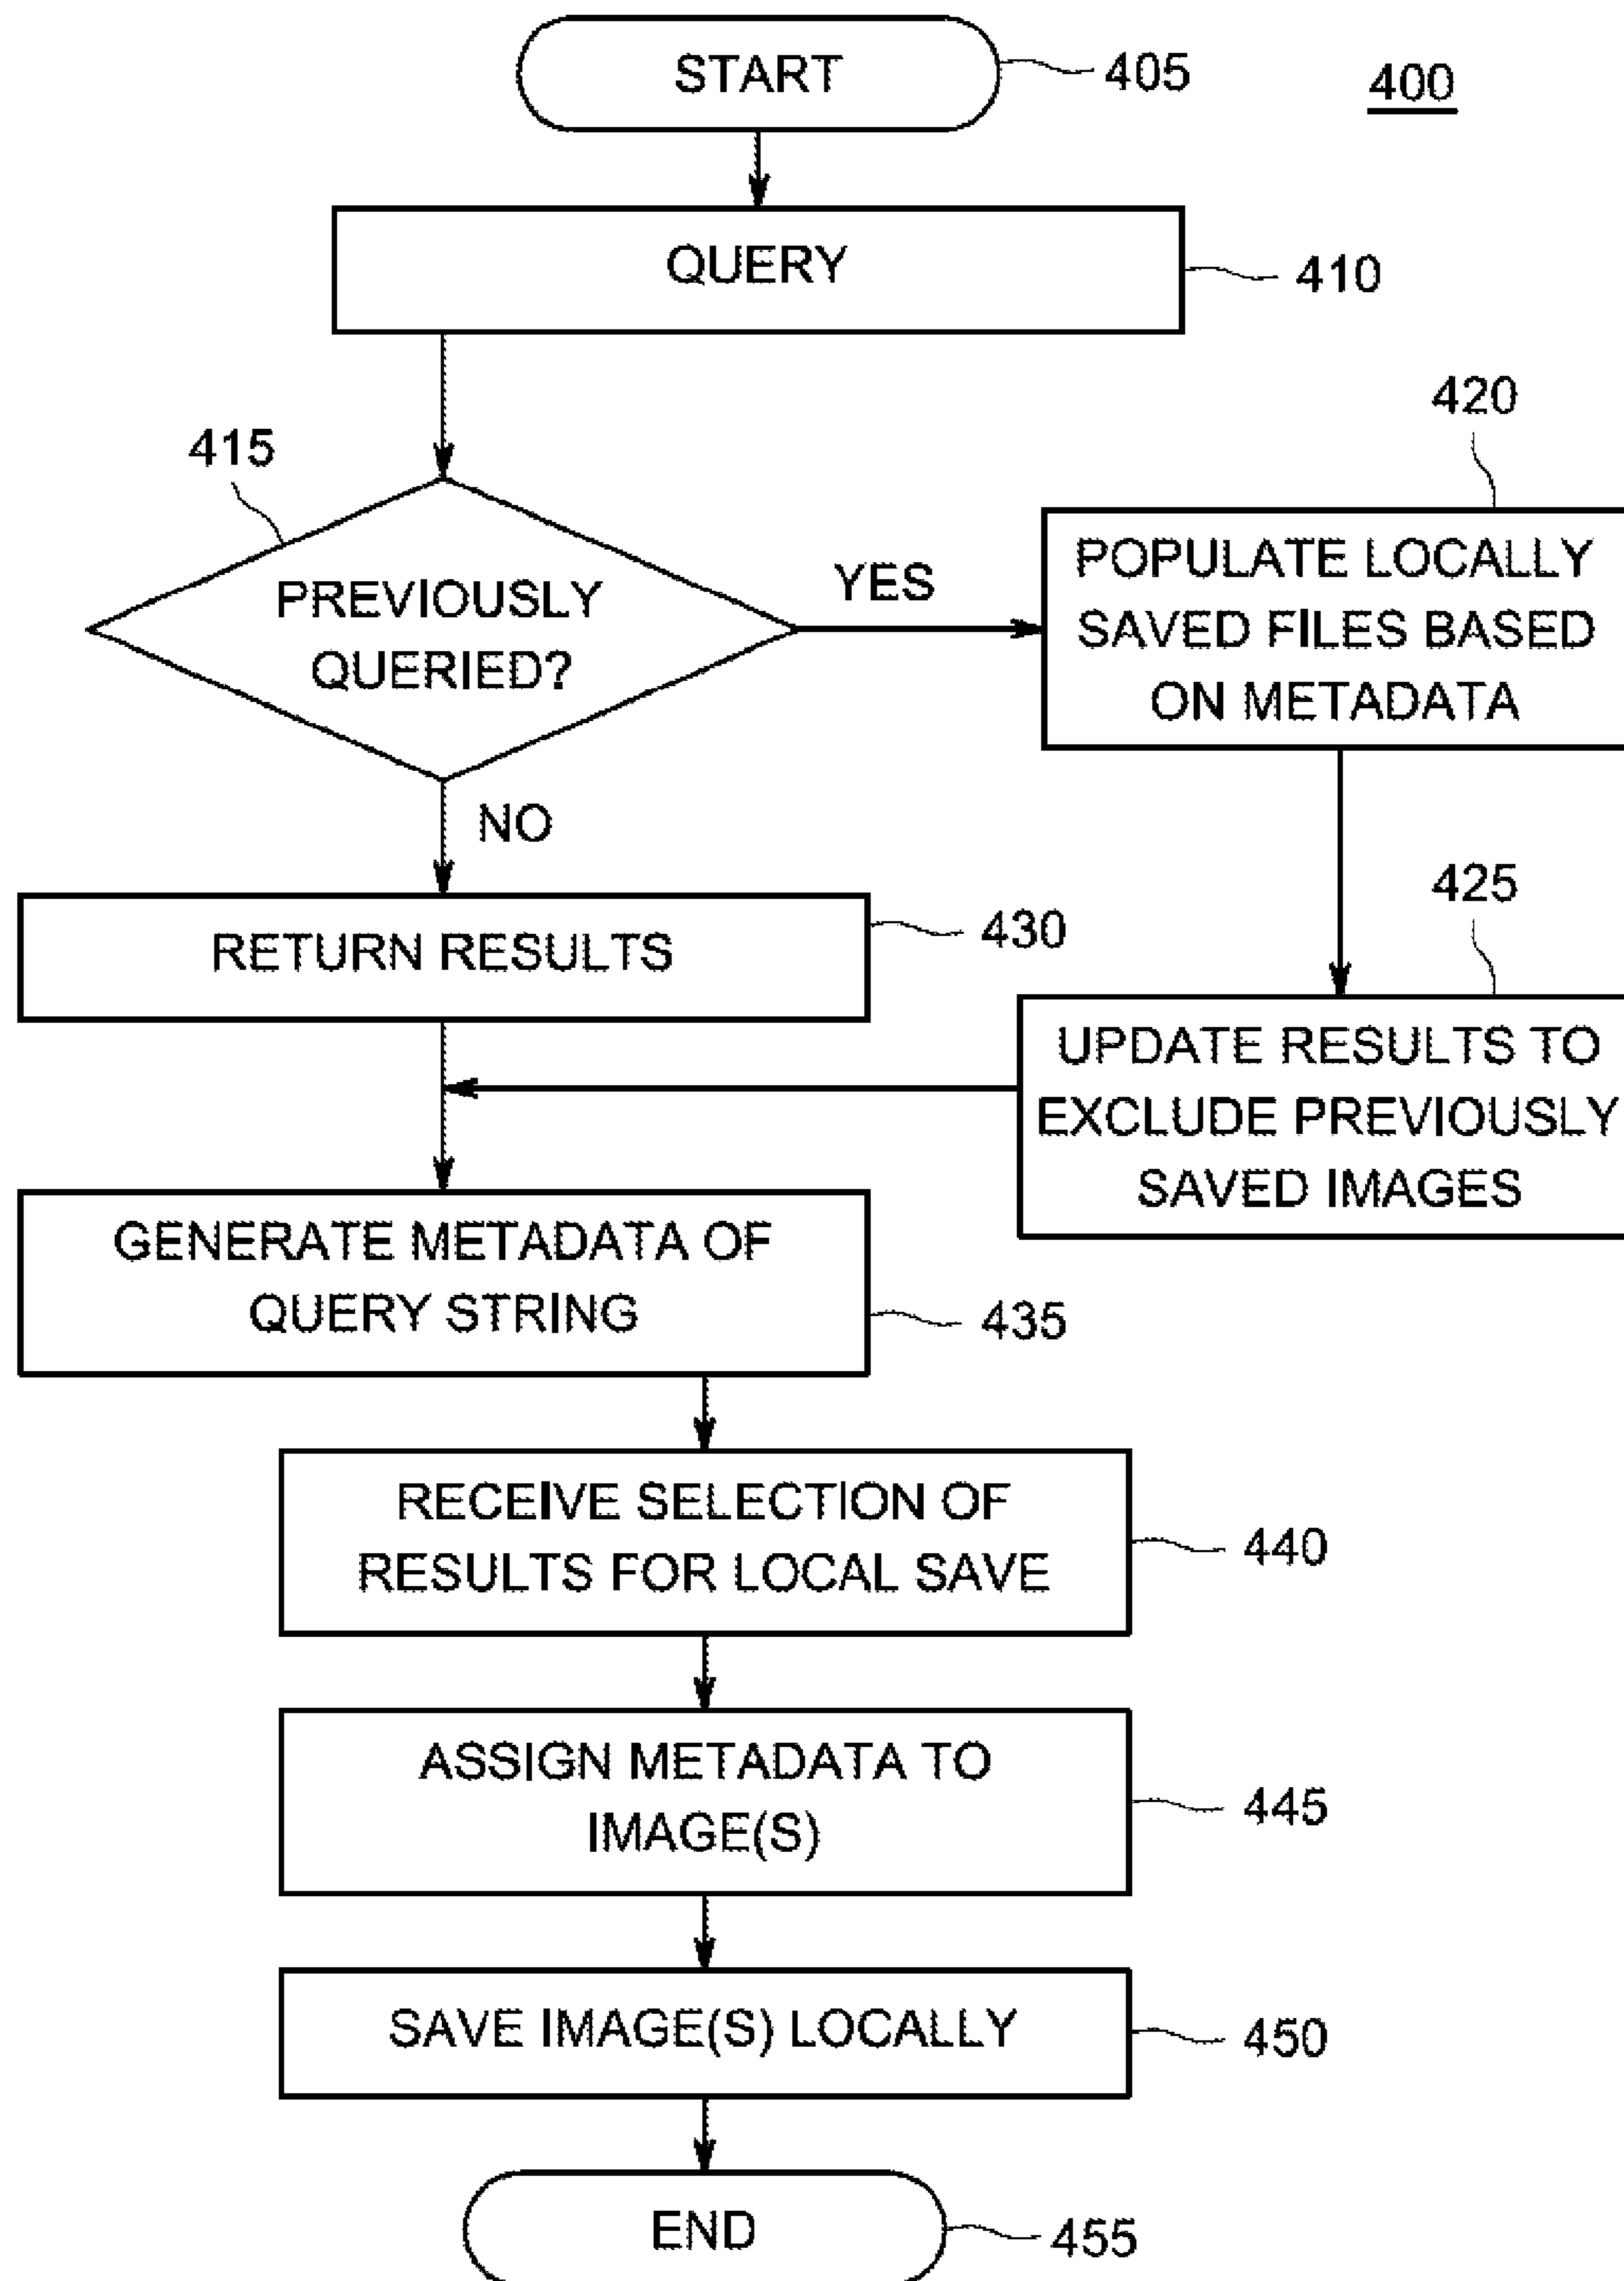 START
405
400
QUERY
410
415
PREVIOUSLY
QUERIED?
YES
420
POPULATE LOCALLY
SAVED FILES BASED
ON METADATA
NO
RETURN RESULTS
430
425
UPDATE RESULTS TO
EXCLUDE PREVIOUSLY
SAVED IMAGES
GENERATE METADATA OF
QUERY STRING
435
RECEIVE SELECTION OF
RESULTS FOR LOCAL SAVE
440
ASSIGN METADATA TO
IMAGE(S)
445
SAVE IMAGE(S) LOCALLY
450
END
455